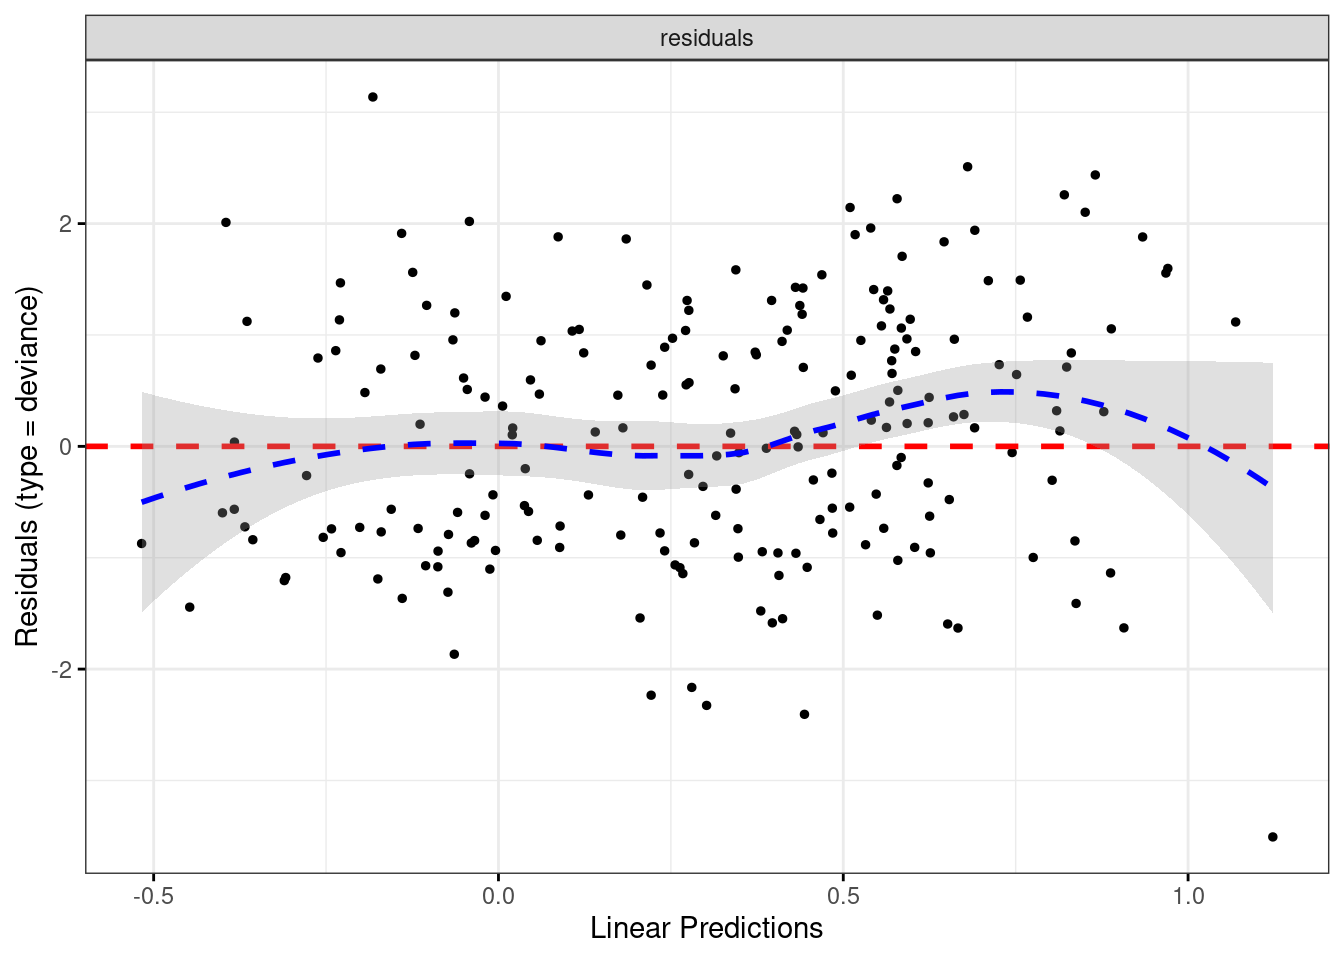 residuals
Residuals (type = deviance)
2
0
-2
-0.5 0.0 0.5 1.0
Linear Predictions